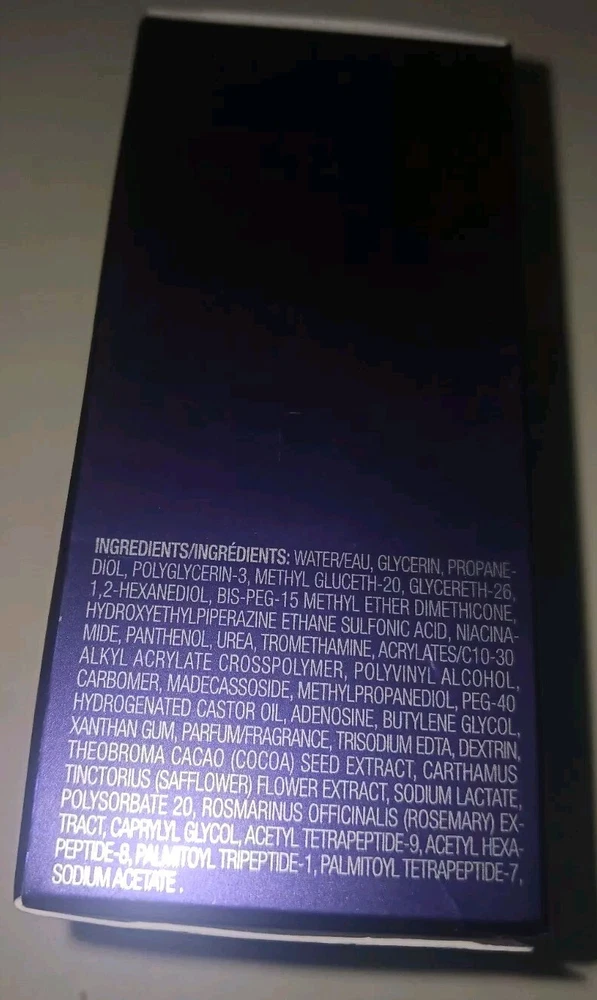 INGREDIENTS/INGRÉDIENTS: WATER/EAU, GLYCERIN, PROPANE-
DIOL, POLYGLYCERIN-3, METHYL GLUCETH-20, GLYCERETH-26,
1,2-HEXANEDIOL, BIS-PEG-15 METHYL ETHER DIMETHICONE,
HYDROXYETHYLPIPERAZINE ETHANE SULFONIC ACID, NIACINA-
MIDE, PANTHENOL, UREA, TROMETHAMINE, ACRYLATES/C10-30
ALKYL ACRYLATE CROSSPOLYMER, POLYVINYL ALCOHOL,
CARBOMER, MADECASSOSIDE, METHYLPROPANEDIOL, PEG-40
HYDROGENATED CASTOR OIL, ADENOSINE, BUTYLENE GLYCOL,
XANTHAN GUM, PARFUM/FRAGRANCE, TRISODIUM EDTA, DEXTRIN,
THEOBROMA CACAO (COCOA) SEED EXTRACT, CARTHAMUS
TINCTORIUS (SAFFLOWER) FLOWER EXTRACT, SODIUM LACTATE,
POLYSORBATE 20, ROSMARINUS OFFICINALIS (ROSEMARY) EX-
TRACT, CAPRYLYL GLYCOL, ACETYL TETRAPEPTIDE-9, ACETYL HEXA-
PEPTIDE-8, PALMITOYL TRIPEPTIDE-1, PALMITOYL TETRAPEPTIDE-7,
SODIUM ACETATE .